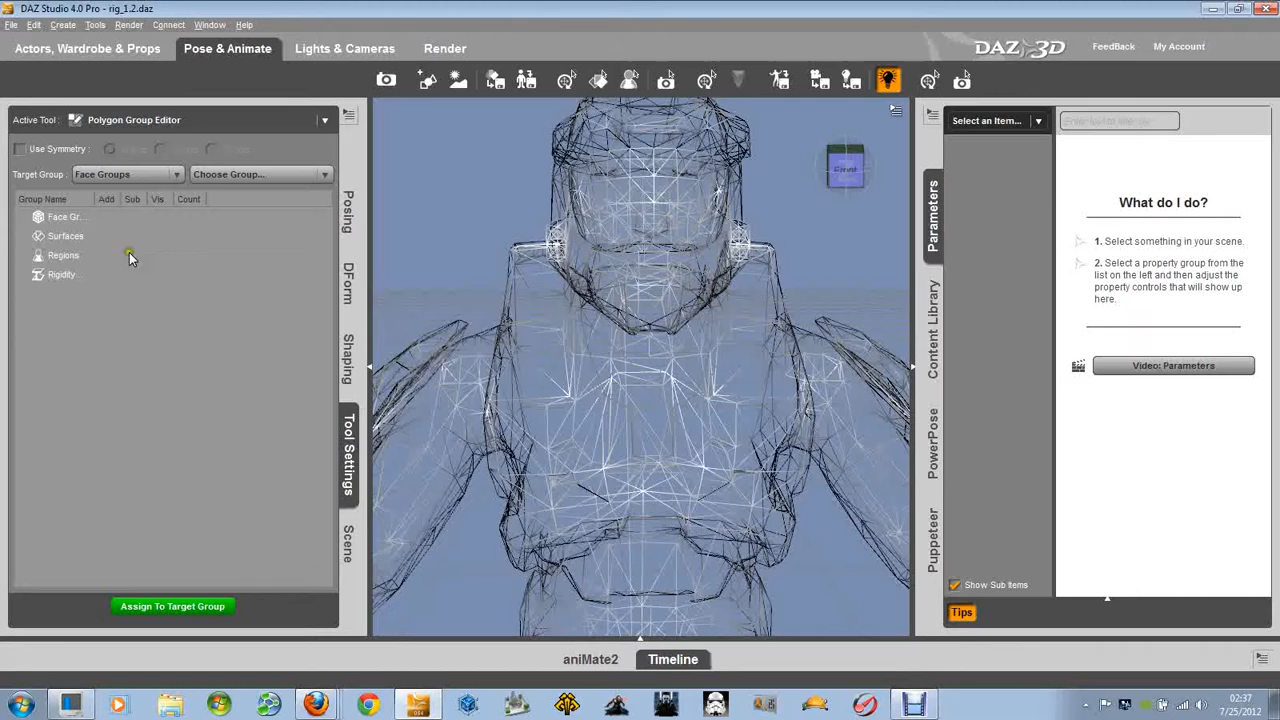 DAZ Studio 4.0 Pro - rig_1.2.daz
File Edit Create Tools Render Connect Window Help
Actors, Wardrobe & Props Pose & Animate Lights & Cameras Render
DAZ 3D FeedBack My Account
Active Tool : Polygon Group Editor
Use Symmetry :
Target Group : Face Groups Choose Group...
Group Name Add Sub Vis Count
Face Gr...
Surfaces
Regions
Rigidity...
Assign To Target Group
Posing
DForm
Shaping
Tool Settings
Scene
Front
Parameters
Content Library
PowerPose
Puppeteer
Select an Item...
What do I do?
1. Select something in your scene.
2. Select a property group from the
list on the left and then adjust the
property controls that will show up
here.
Video: Parameters
Show Sub Items
Tips
aniMate2 Timeline
02:37
7/25/2012